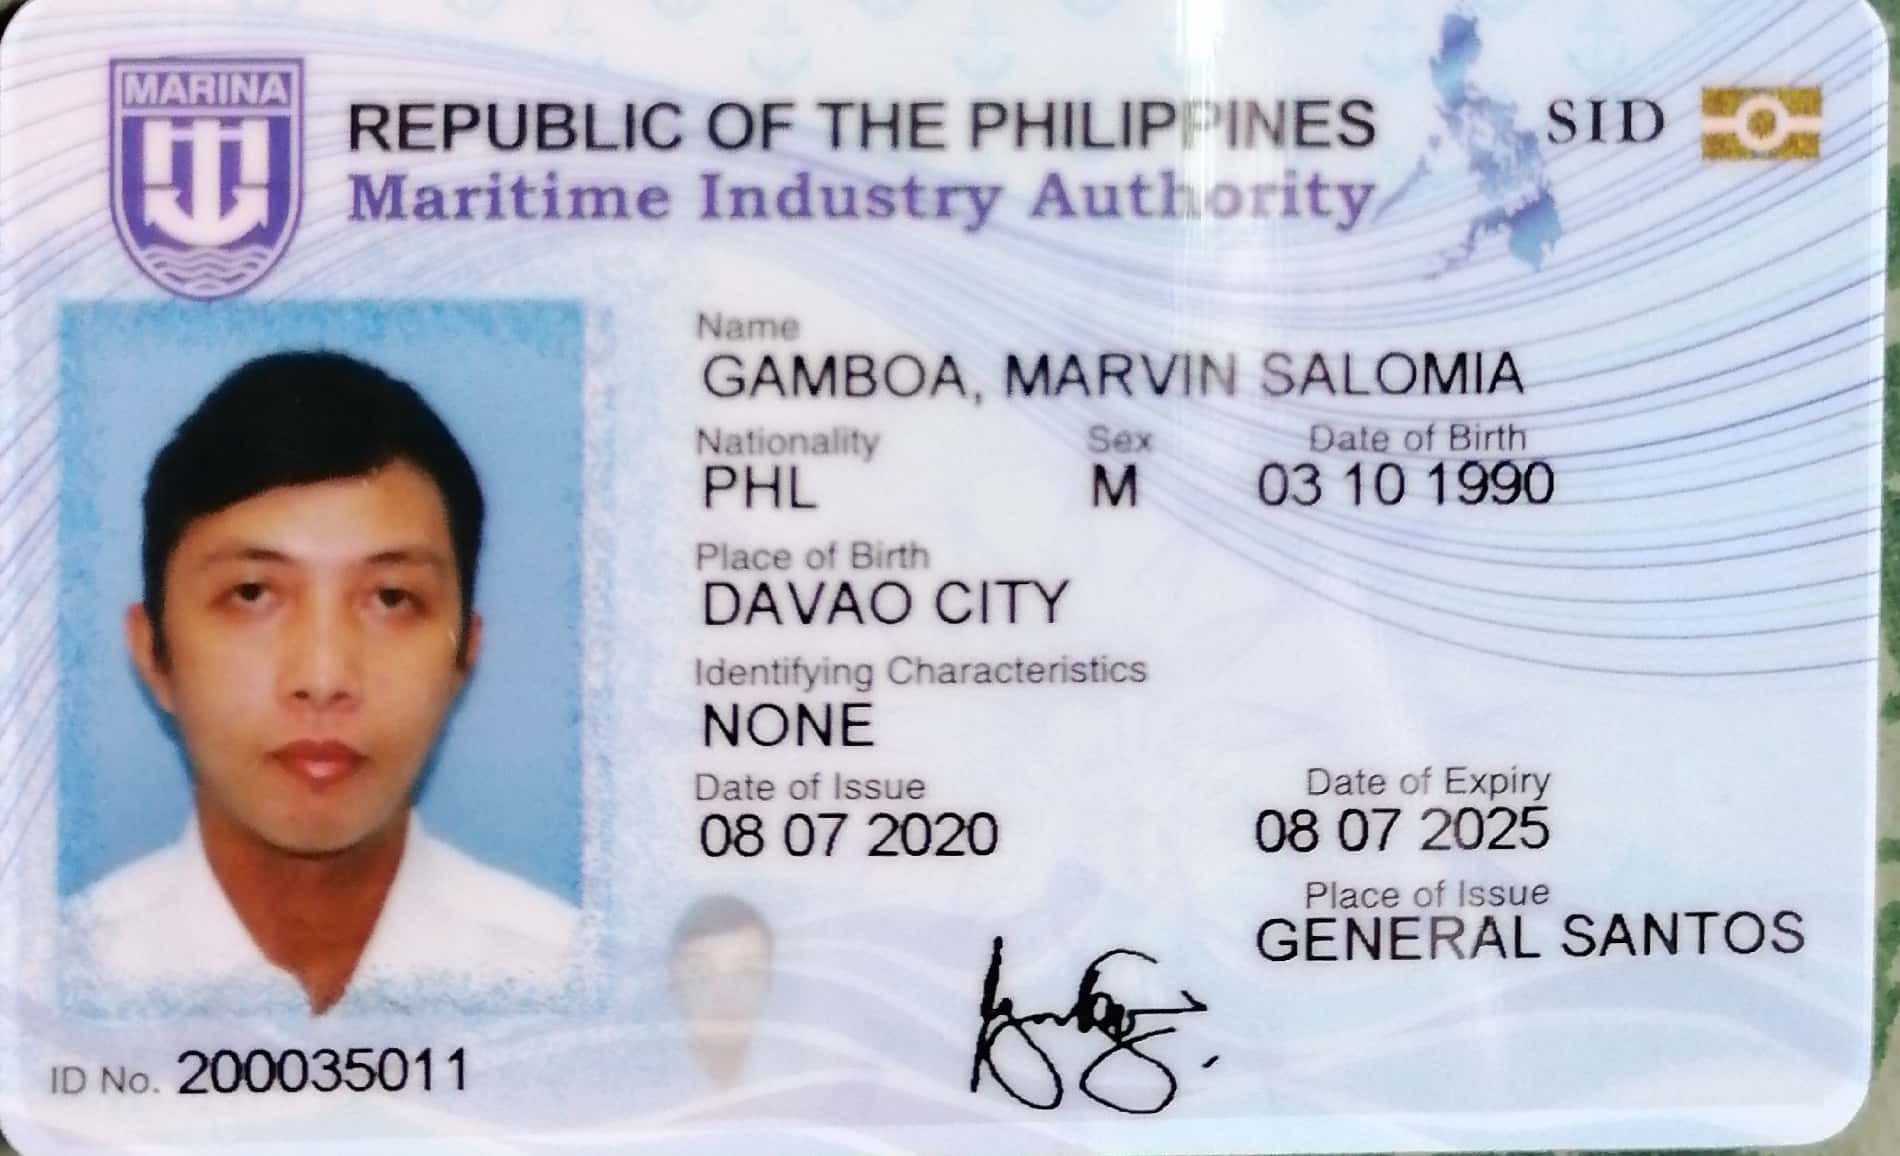 MARINA
REPUBLIC OF THE PHILIPPINES
Maritime Industry Authority
SID
Name
GAMBOA, MARVIN SALOMIA
Nationality Sex Date of Birth
PHL M 03 10 1990
Place of Birth
DAVAO CITY
Identifying Characteristics
NONE
Date of Issue Date of Expiry
08 07 2020 08 07 2025
Place of Issue
GENERAL SANTOS
ID No. 200035011